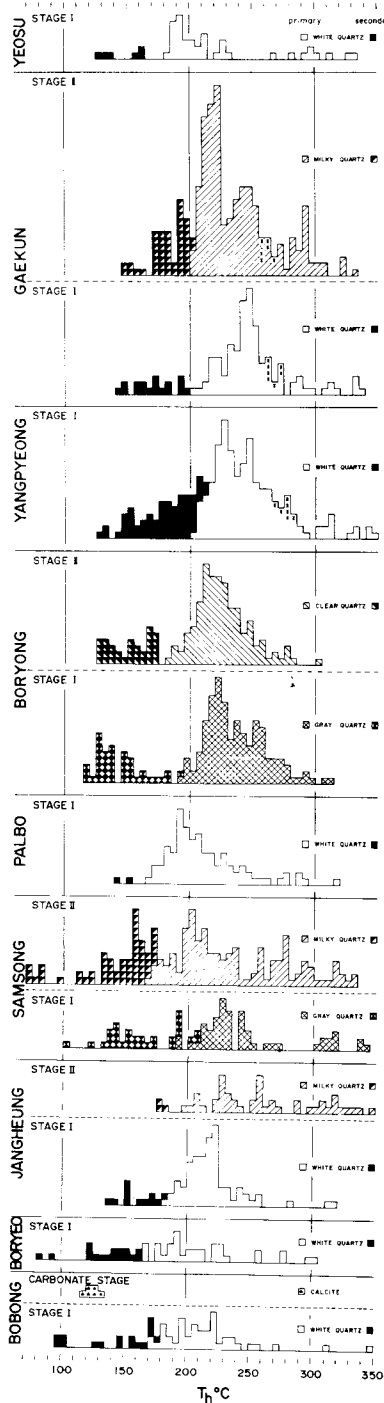 primary second
YEOSU
STAGE I
WHITE QUARTZ
GAEKUN
STAGE II
MILKY QUARTZ
STAGE I
WHITE QUARTZ
YANGPYEONG
STAGE I
WHITE QUARTZ
BORYONG
STAGE II
CLEAR QUARTZ
STAGE I
GRAY QUARTZ
PALBO
STAGE I
WHITE QUARTZ
SAMSONG
STAGE II
MILKY QUARTZ
STAGE I
GRAY QUARTZ
JANGHEUNG
STAGE II
MILKY QUARTZ
STAGE I
WHITE QUARTZ
BORYEO
STAGE I
WHITE QUARTZ
BOBONG
CARBONATE STAGE
CALCITE
STAGE I
WHITE QUARTZ
100 150 200 250 300 350
Th°C